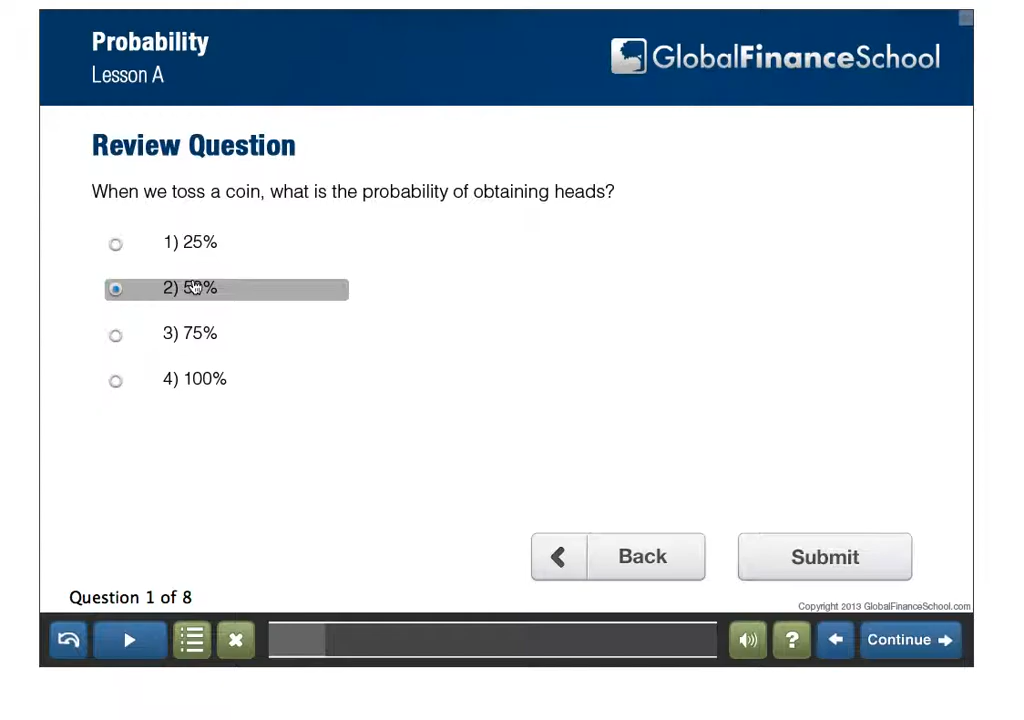 Probability
Lesson A
GlobalFinanceSchool
Review Question
When we toss a coin, what is the probability of obtaining heads?
1) 25%
2) 50%
3) 75%
4) 100%
Back
Submit
Question 1 of 8
Copyright 2013 GlobalFinanceSchool.com
?
Continue